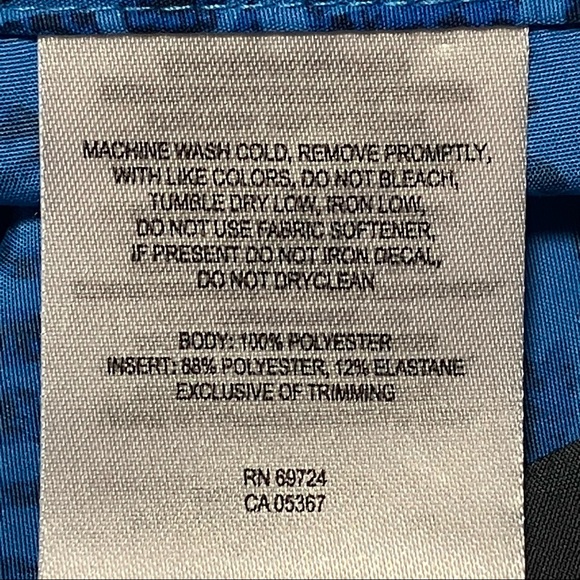 MACHINE WASH COLD, REMOVE PROMPTLY,
WITH LIKE COLORS, DO NOT BLEACH,
TUMBLE DRY LOW, IRON LOW,
DO NOT USE FABRIC SOFTENER,
IF PRESENT DO NOT IRON DECAL,
DO NOT DRYCLEAN
BODY: 100% POLYESTER
INSERT: 88% POLYESTER, 12% ELASTANE
EXCLUSIVE OF TRIMMING
RN 69724
CA 05367